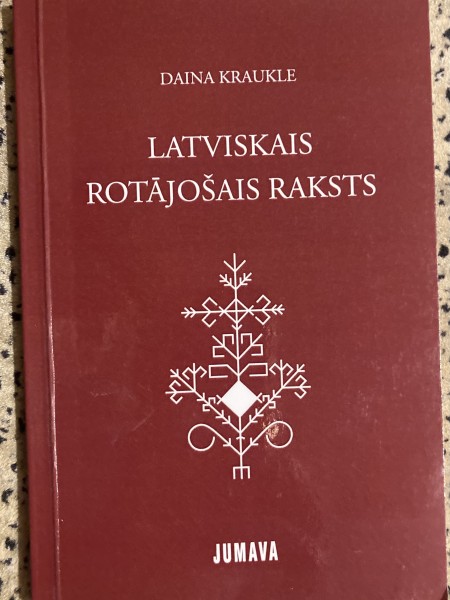 DAINA KRAUKLE
LATVISKAIS
ROTĀJOŠAIS RAKSTS
JUMAVA